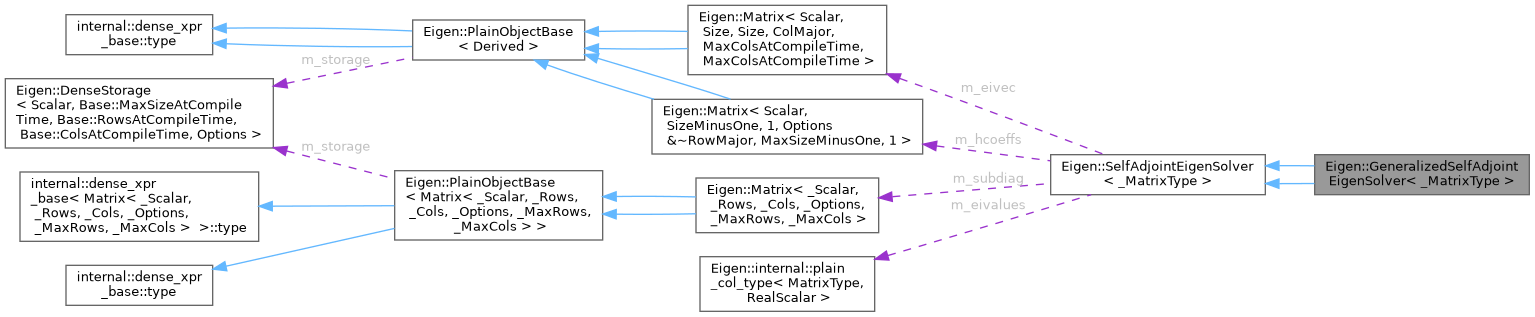 internal::dense_xpr
_base::type
Eigen::PlainObjectBase
< Derived >
Eigen::Matrix< Scalar,
Size, Size, ColMajor,
MaxColsAtCompileTime,
MaxColsAtCompileTime >
m_storage
Eigen::DenseStorage
< Scalar, Base::MaxSizeAtCompile
Time, Base::RowsAtCompileTime,
Base::ColsAtCompileTime, Options >
Eigen::Matrix< Scalar,
SizeMinusOne, 1, Options
&~RowMajor, MaxSizeMinusOne, 1 >
m_eivec
m_hcoeffs
m_storage
Eigen::SelfAdjointEigenSolver
< _MatrixType >
Eigen::GeneralizedSelfAdjoint
EigenSolver< _MatrixType >
internal::dense_xpr
_base< Matrix< _Scalar,
_Rows, _Cols, _Options,
_MaxRows, _MaxCols > >::type
Eigen::PlainObjectBase
< Matrix< _Scalar, _Rows,
_Cols, _Options, _MaxRows,
_MaxCols > >
Eigen::Matrix< _Scalar,
_Rows, _Cols, _Options,
_MaxRows, _MaxCols >
m_subdiag
m_eivalues
internal::dense_xpr
_base::type
Eigen::internal::plain
_col_type< MatrixType,
RealScalar >